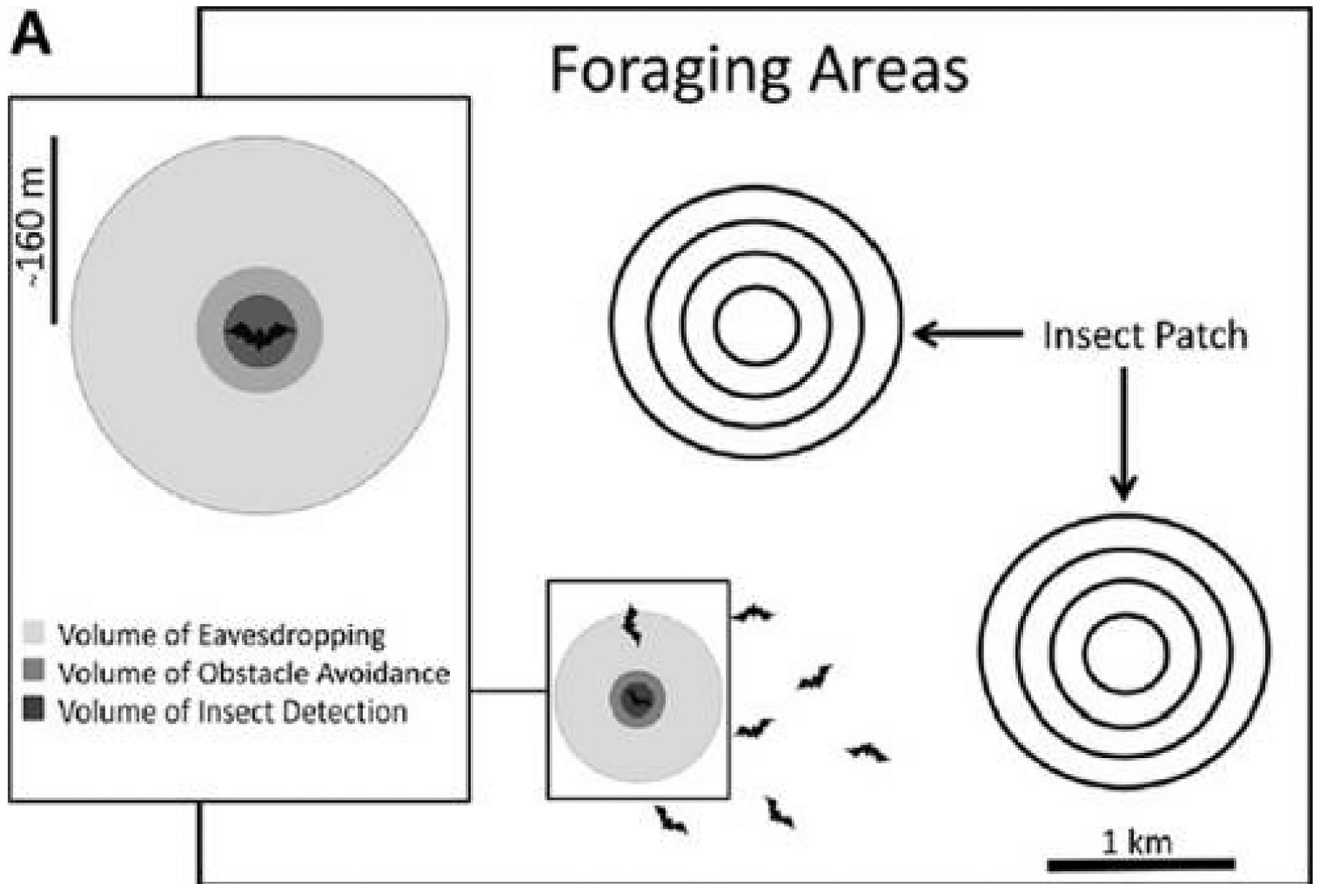 A
Foraging Areas
~160 m
Insect Patch
Volume of Eavesdropping
Volume of Obstacle Avoidance
Volume of Insect Detection
1 km